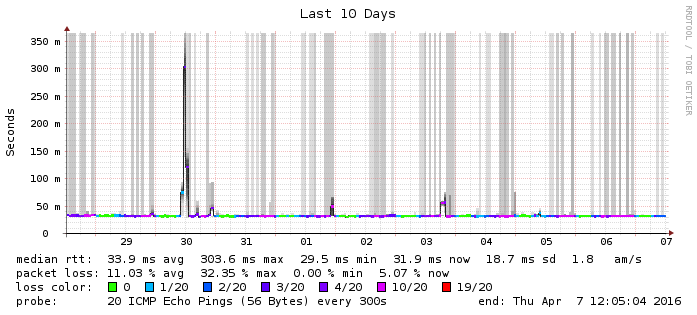 Last 10 Days
RRDTOOL / TOBI OETIKER
Seconds
350 m
300 m
250 m
200 m
150 m
100 m
50 m
0
29 30 31 01 02 03 04 05 06 07
median rtt: 33.9 ms avg 303.6 ms max 29.5 ms min 31.9 ms now 18.7 ms sd 1.8 am/s
packet loss: 11.03 % avg 32.35 % max 0.00 % min 5.07 % now
loss color: 0 1/20 2/20 3/20 4/20 10/20 19/20
probe: 20 ICMP Echo Pings (56 Bytes) every 300s end: Thu Apr 7 12:05:04 2016